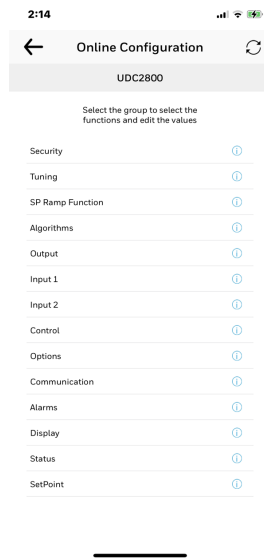 2:14
Online Configuration
UDC2800
Select the group to select the
functions and edit the values
Security
Tuning
SP Ramp Function
Algorithms
Output
Input 1
Input 2
Control
Options
Communication
Alarms
Display
Status
SetPoint